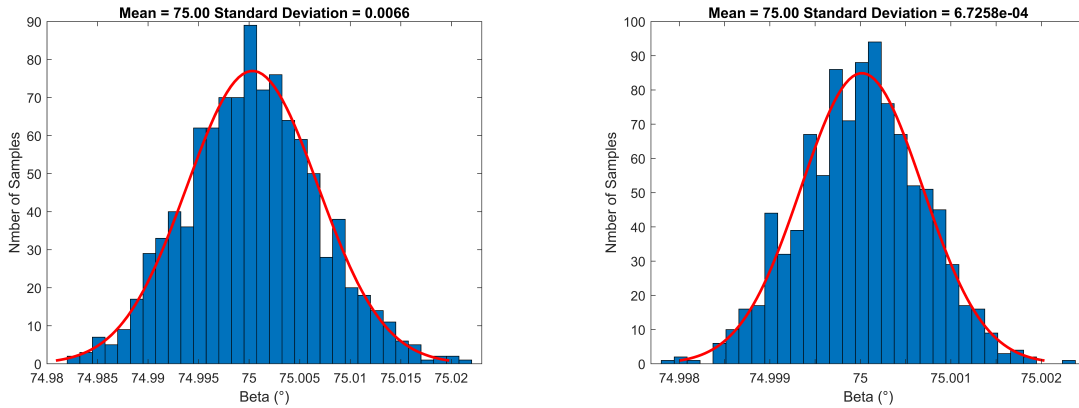 Mean = 75.00 Standard Deviation = 0.0066
90
80
70
60
50
40
30
20
10
0
Nmber of Samples
74.98 74.985 74.99 74.995 75 75.005 75.01 75.015 75.02
Beta (°)
Mean = 75.00 Standard Deviation = 6.7258e-04
100
90
80
70
60
50
40
30
20
10
0
Nmber of Samples
74.998 74.999 75 75.001 75.002
Beta (°)